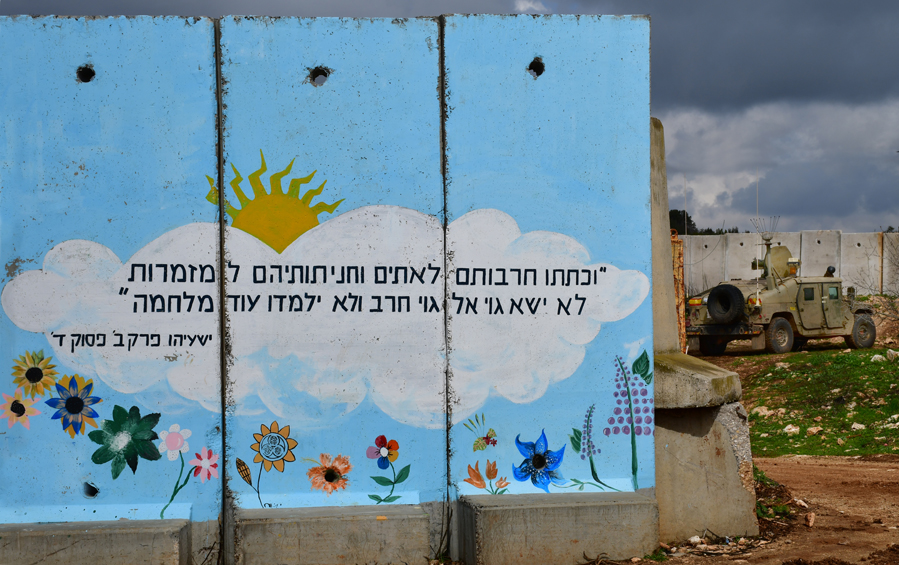 "וכתתו חרבותם לאתים וחניתותיהם למזמרות
לא ישא גוי אל גוי חרב ולא ילמדו עוד מלחמה"
ישעיהו פרק ב' פסוק ד'